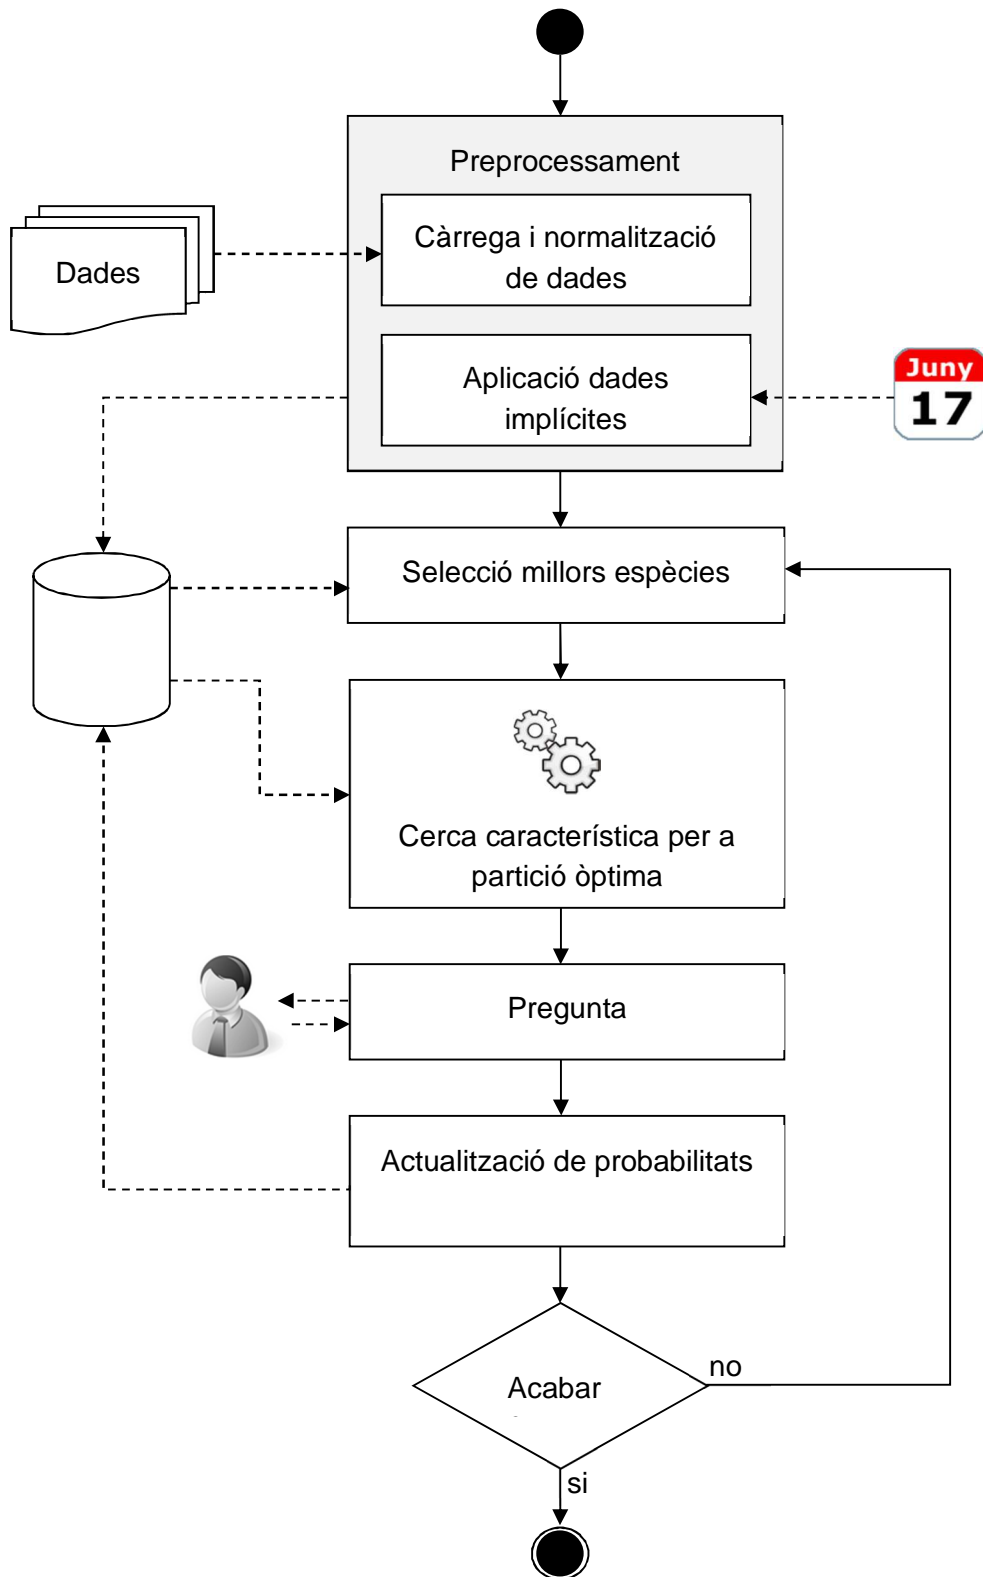 Preprocessament
Càrrega i normalització
de dades
Dades
Aplicació dades
implícites
Juny
17
Selecció millors espècies
Cerca característica per a
partició òptima
Pregunta
Actualització de probabilitats
Acabar
no
si